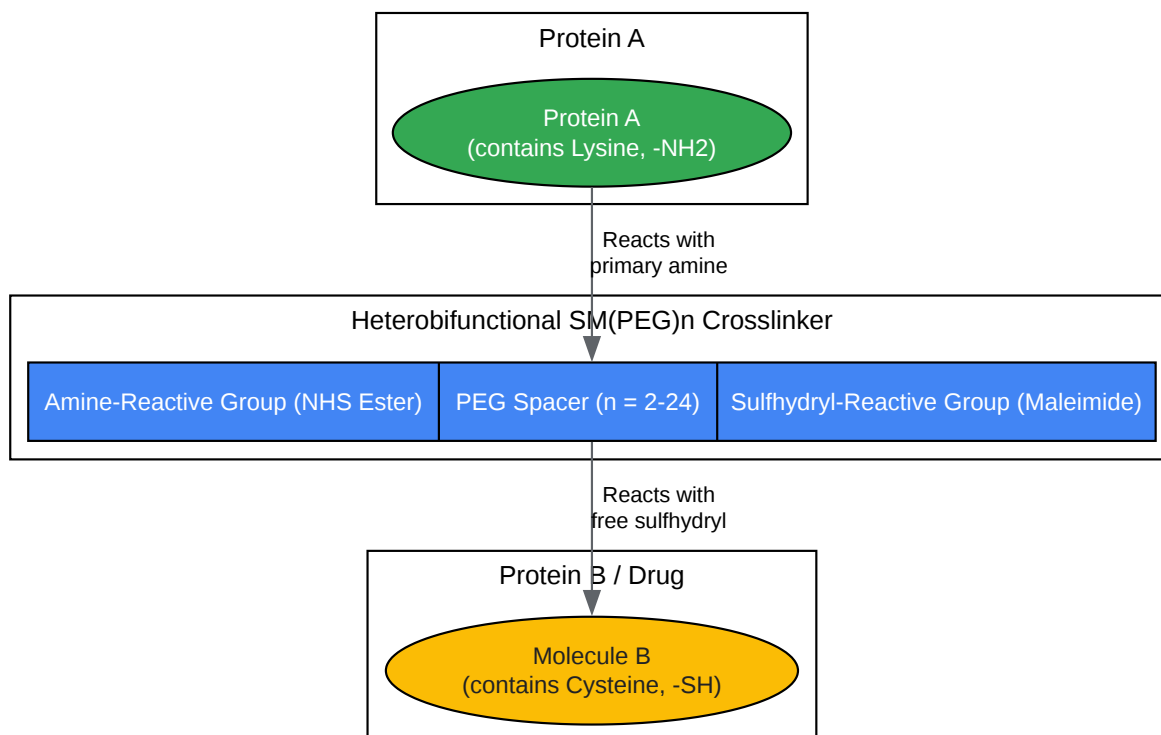 Protein A
Protein A
(contains Lysine, -NH2)
Reacts with
primary amine
Heterobifunctional SM(PEG)n Crosslinker
Amine-Reactive Group (NHS Ester)
PEG Spacer (n = 2-24)
Sulfhydryl-Reactive Group (Maleimide)
Reacts with
free sulfhydryl
Protein B / Drug
Molecule B
(contains Cysteine, -SH)